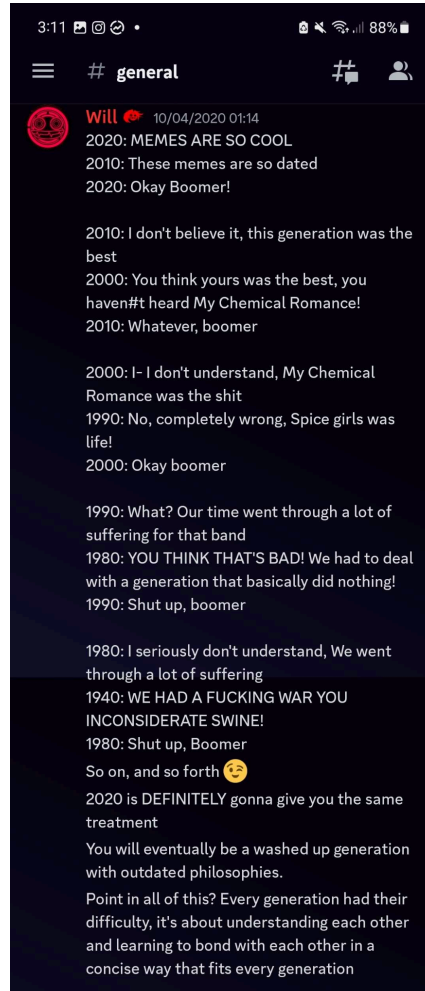 3:11 88%
# general
Will 10/04/2020 01:14
2020: MEMES ARE SO COOL
2010: These memes are so dated
2020: Okay Boomer!
2010: I don't believe it, this generation was the
best
2000: You think yours was the best, you
haven#t heard My Chemical Romance!
2010: Whatever, boomer
2000: I- I don't understand, My Chemical
Romance was the shit
1990: No, completely wrong, Spice girls was
life!
2000: Okay boomer
1990: What? Our time went through a lot of
suffering for that band
1980: YOU THINK THAT'S BAD! We had to deal
with a generation that basically did nothing!
1990: Shut up, boomer
1980: I seriously don't understand, We went
through a lot of suffering
1940: WE HAD A FUCKING WAR YOU
INCONSIDERATE SWINE!
1980: Shut up, Boomer
So on, and so forth 😉
2020 is DEFINITELY gonna give you the same
treatment
You will eventually be a washed up generation
with outdated philosophies.
Point in all of this? Every generation had their
difficulty, it's about understanding each other
and learning to bond with each other in a
concise way that fits every generation